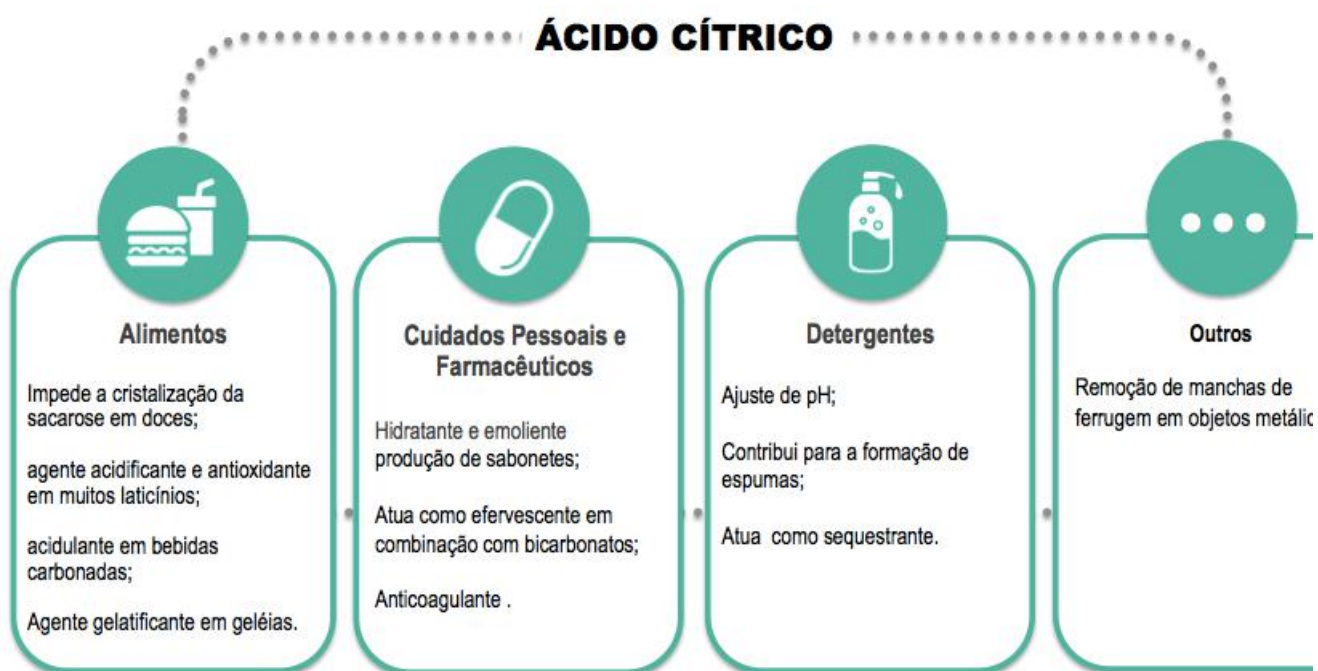 ÁCIDO CÍTRICO
Alimentos
Impede a cristalização da
sacarose em doces;
agente acidificante e antioxidante
em muitos laticínios;
acidulante em bebidas
carbonadas;
Agente gelatificante em geléias.
Cuidados Pessoais e
Farmacêuticos
Hidratante e emoliente
produção de sabonetes;
Atua como efervescente em
combinação com bicarbonatos;
Anticoagulante .
Detergentes
Ajuste de pH;
Contribui para a formação de
espumas;
Atua como sequestrante.
Outros
Remoção de manchas de
ferrugem em objetos